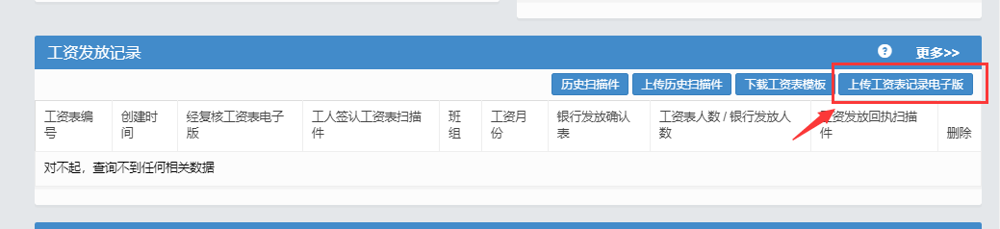 工资发放记录 ? 更多>>
历史扫描件 上传历史扫描件 下载工资表模板 上传工资表记录电子版
工资表编号 创建时间 经复核工资表电子版 工人签认工资表扫描件 班组 工资月份 银行发放确认表 工资表人数 / 银行发放人数 工资发放回执扫描件 删除
对不起，查询不到任何相关数据